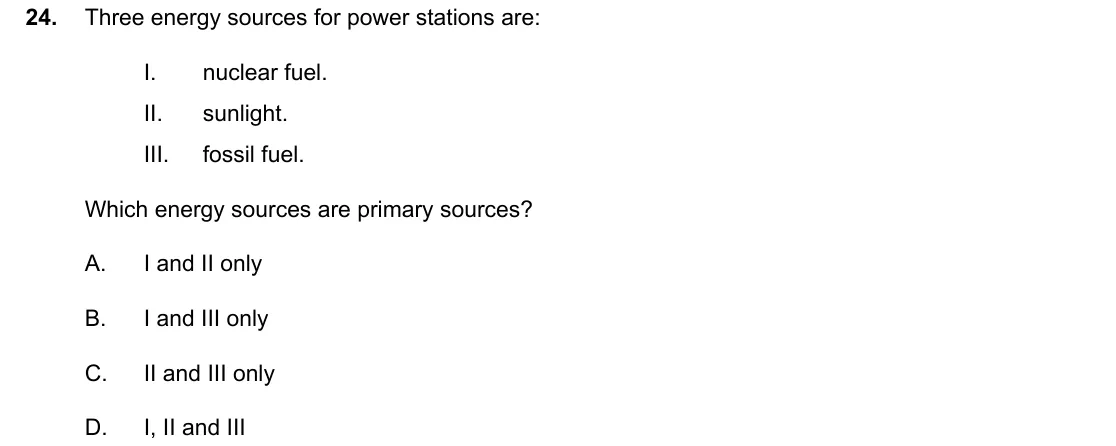 24. Three energy sources for power stations are:
I. nuclear fuel.
II. sunlight.
III. fossil fuel.
Which energy sources are primary sources?
A. I and II only
B. I and III only
C. II and III only
D. I, II and III